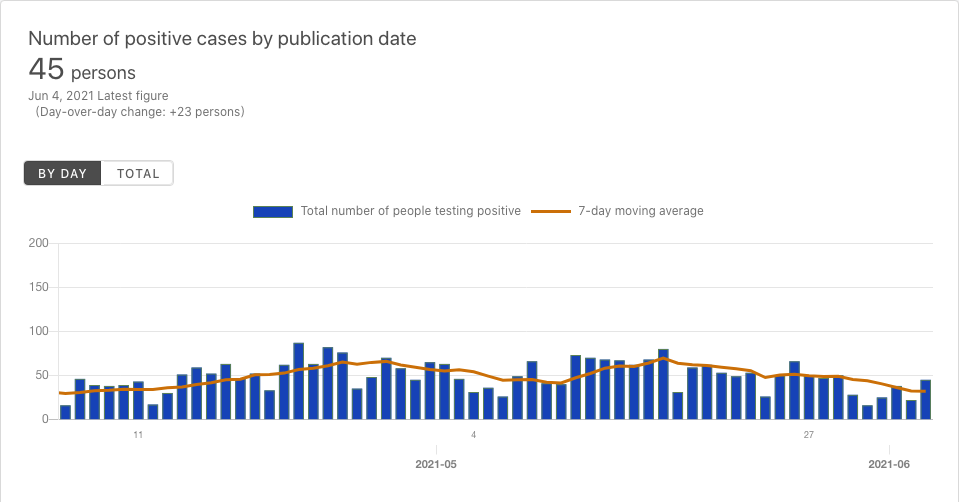 Number of positive cases by publication date
45 persons
Jun 4, 2021 Latest figure
(Day-over-day change: +23 persons)
BY DAY TOTAL
Total number of people testing positive 7-day moving average
200
150
100
50
0
11 4 27
2021-05 2021-06